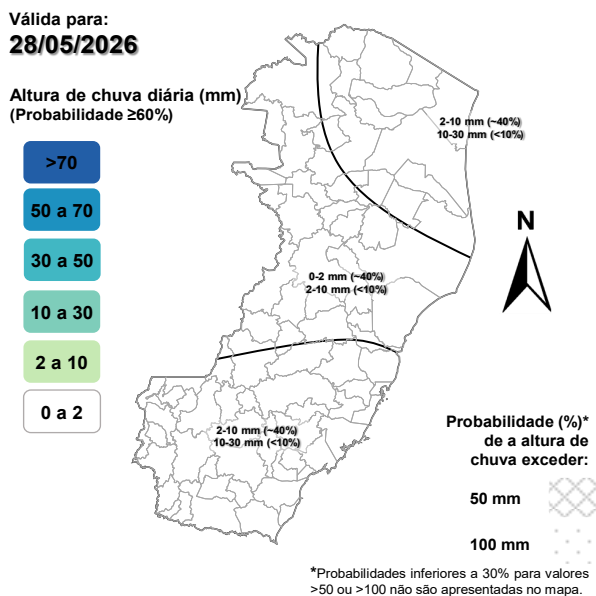 Válida para:
28/05/2026
Altura de chuva diária (mm)
(Probabilidade ≥60%)
>70
50 a 70
30 a 50
10 a 30
2 a 10
0 a 2
2-10 mm (~40%)
10-30 mm (<10%)
0-2 mm (~40%)
2-10 mm (<10%)
2-10 mm (~40%)
10-30 mm (<10%)
N
Probabilidade (%)*
de a altura de
chuva exceder:
50 mm
100 mm
*Probabilidades inferiores a 30% para valores
>50 ou >100 não são apresentadas no mapa.